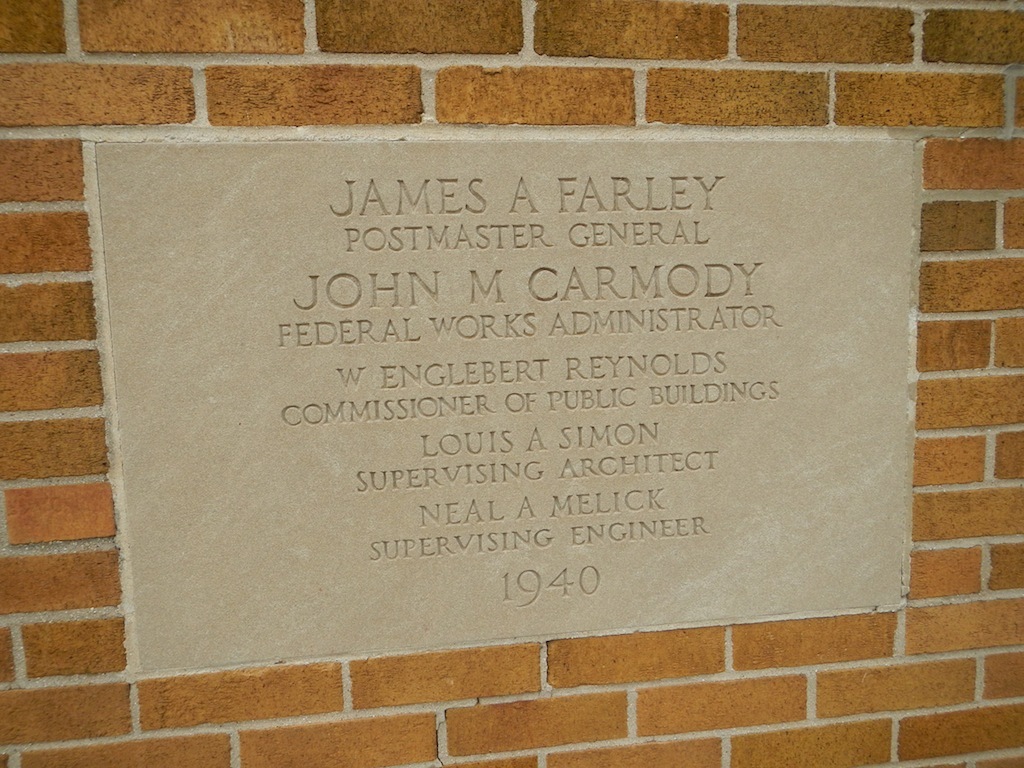 JAMES A FARLEY
POSTMASTER GENERAL
JOHN M CARMODY
FEDERAL WORKS ADMINISTRATOR
W ENGLEBERT REYNOLDS
COMMISSIONER OF PUBLIC BUILDINGS
LOUIS A SIMON
SUPERVISING ARCHITECT
NEAL A MELICK
SUPERVISING ENGINEER
1940